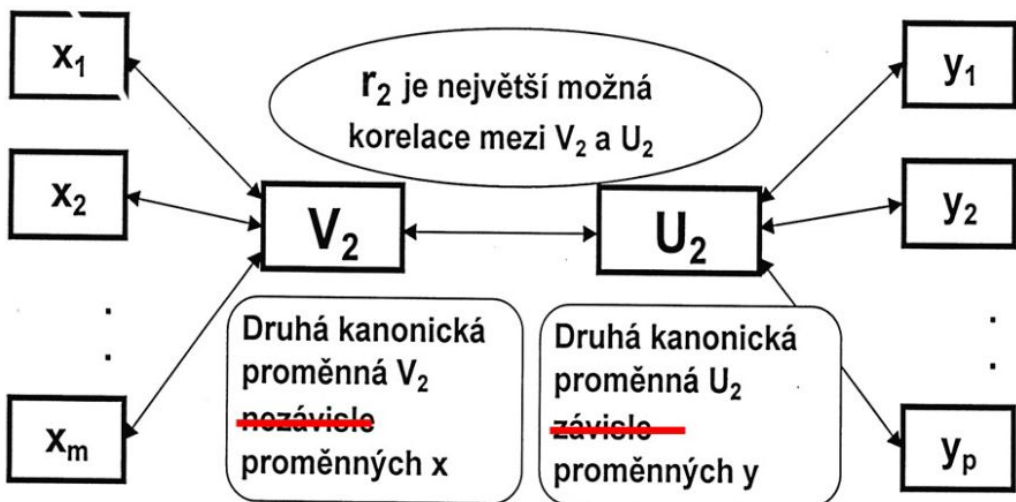 x₁
r₂ je největší možná
korelace mezi V₂ a U₂
y₁
x₂
V₂
U₂
y₂
Druhá kanonická
proměnná V₂
nezávisle
proměnných x
Druhá kanonická
proměnná U₂
závisle
proměnných y
.
.
.
.
xₘ
yₚ